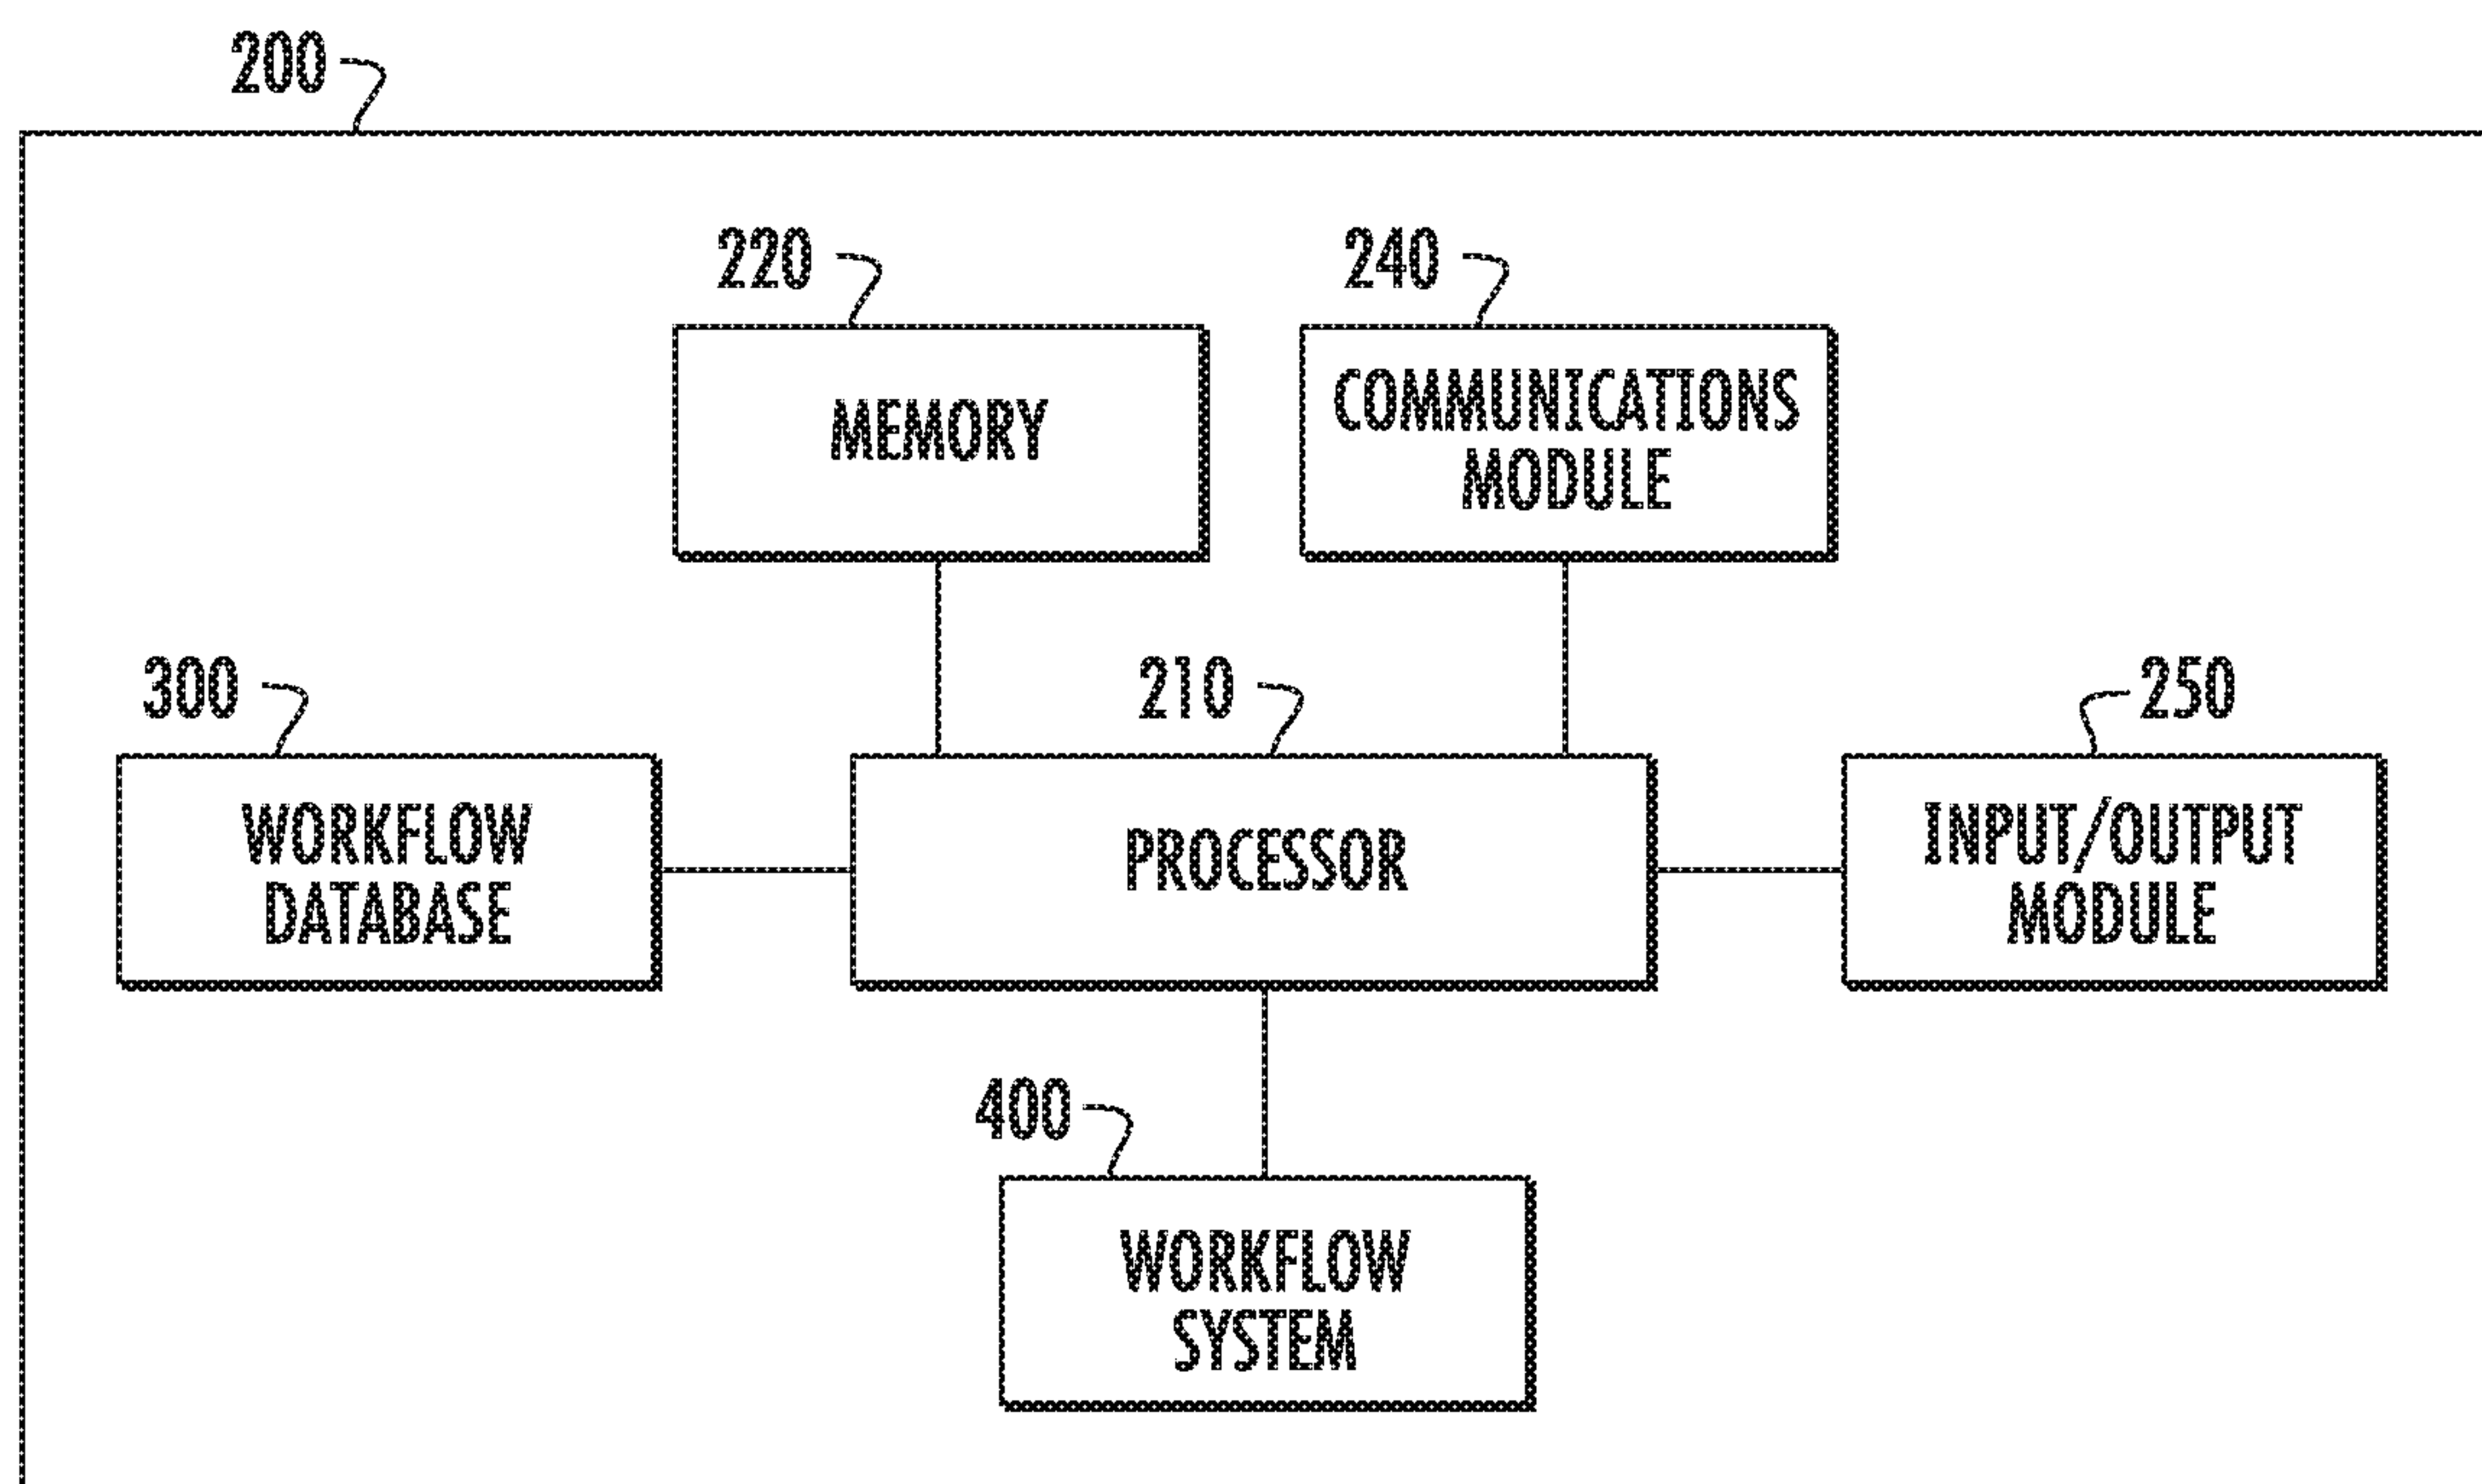 200
220
240
MEMORY
COMMUNICATIONS
MODULE
300
210
250
WORKFLOW
DATABASE
PROCESSOR
INPUT/OUTPUT
MODULE
400
WORKFLOW
SYSTEM